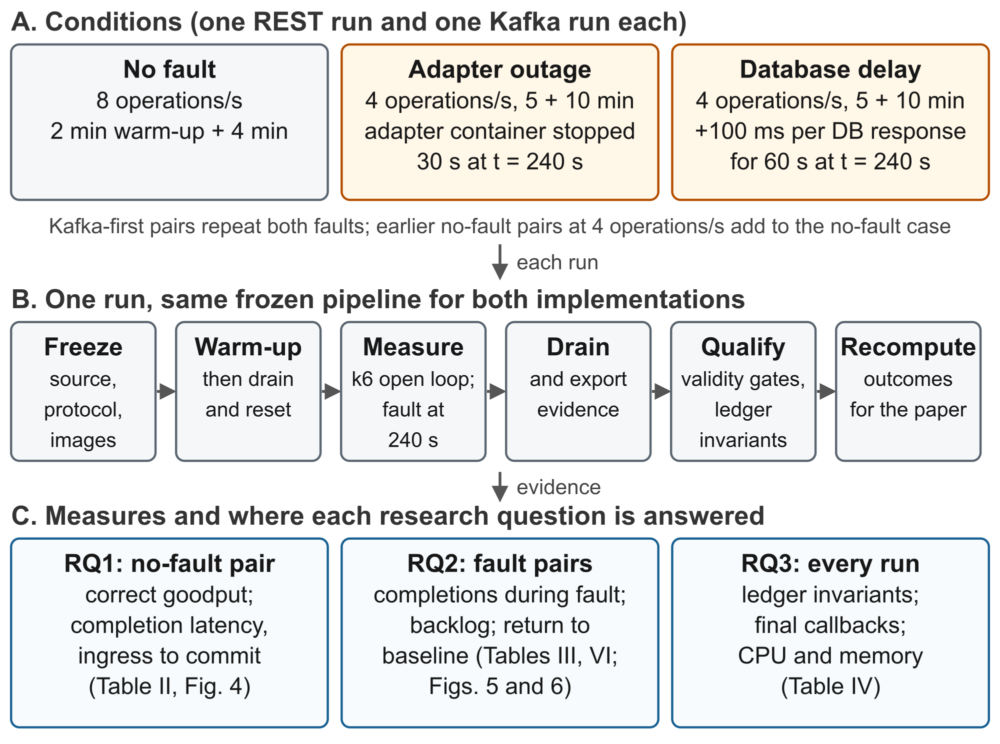 A. Conditions (one REST run and one Kafka run each)
No fault
8 operations/s
2 min warm-up + 4 min
Adapter outage
4 operations/s, 5 + 10 min
adapter container stopped
30 s at t = 240 s
Database delay
4 operations/s, 5 + 10 min
+100 ms per DB response
for 60 s at t = 240 s
Kafka-first pairs repeat both faults; earlier no-fault pairs at 4 operations/s add to the no-fault case
each run
B. One run, same frozen pipeline for both implementations
Freeze
source,
protocol,
images
Warm-up
then drain
and reset
Measure
k6 open loop;
fault at
240 s
Drain
and export
evidence
Qualify
validity gates,
ledger
invariants
Recompute
outcomes
for the paper
evidence
C. Measures and where each research question is answered
RQ1: no-fault pair
correct goodput;
completion latency,
ingress to commit
(Table II, Fig. 4)
RQ2: fault pairs
completions during fault;
backlog; return to
baseline (Tables III, VI;
Figs. 5 and 6)
RQ3: every run
ledger invariants;
final callbacks;
CPU and memory
(Table IV)